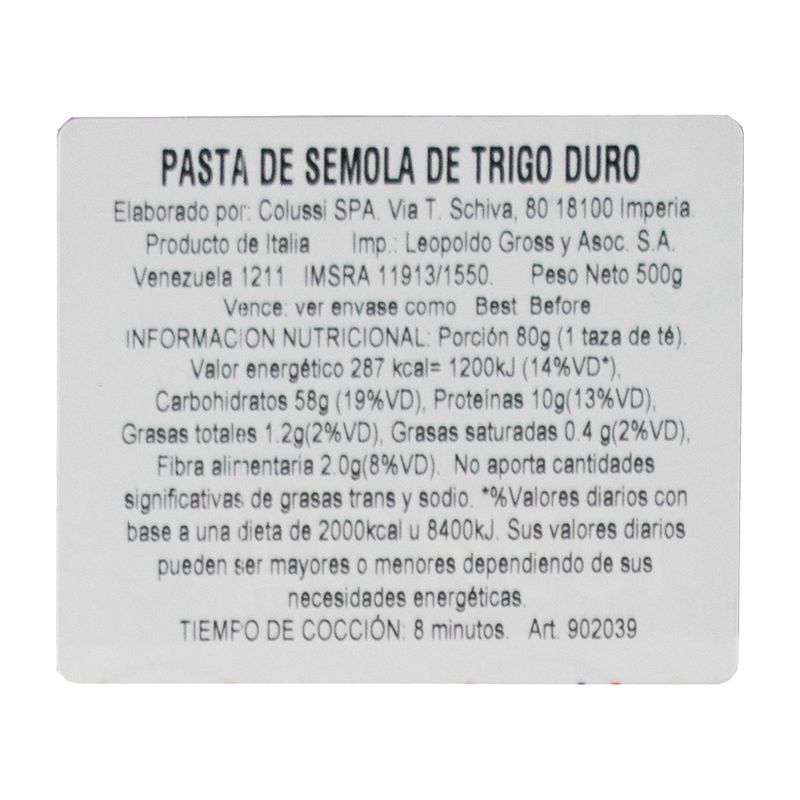 PASTA DE SEMOLA DE TRIGO DURO
Elaborado por: Colussi SPA. Via T. Schiva, 80 18100 Imperia.
Producto de Italia Imp.: Leopoldo Gross y Asoc. S.A.
Venezuela 1211 IMSRA 11913/1550. Peso Neto 500g
Vence: ver envase como Best Before
INFORMACION NUTRICIONAL: Porción 80g (1 taza de té).
Valor energético 287 kcal= 1200kJ (14%VD*),
Carbohidratos 58g (19%VD), Proteínas 10g(13%VD),
Grasas totales 1.2g(2%VD), Grasas saturadas 0.4 g(2%VD),
Fibra alimentaria 2.0g(8%VD). No aporta cantidades
significativas de grasas trans y sodio. *%Valores diarios con
base a una dieta de 2000kcal u 8400kJ. Sus valores diarios
pueden ser mayores o menores dependiendo de sus
necesidades energéticas.
TIEMPO DE COCCIÓN: 8 minutos. Art. 902039